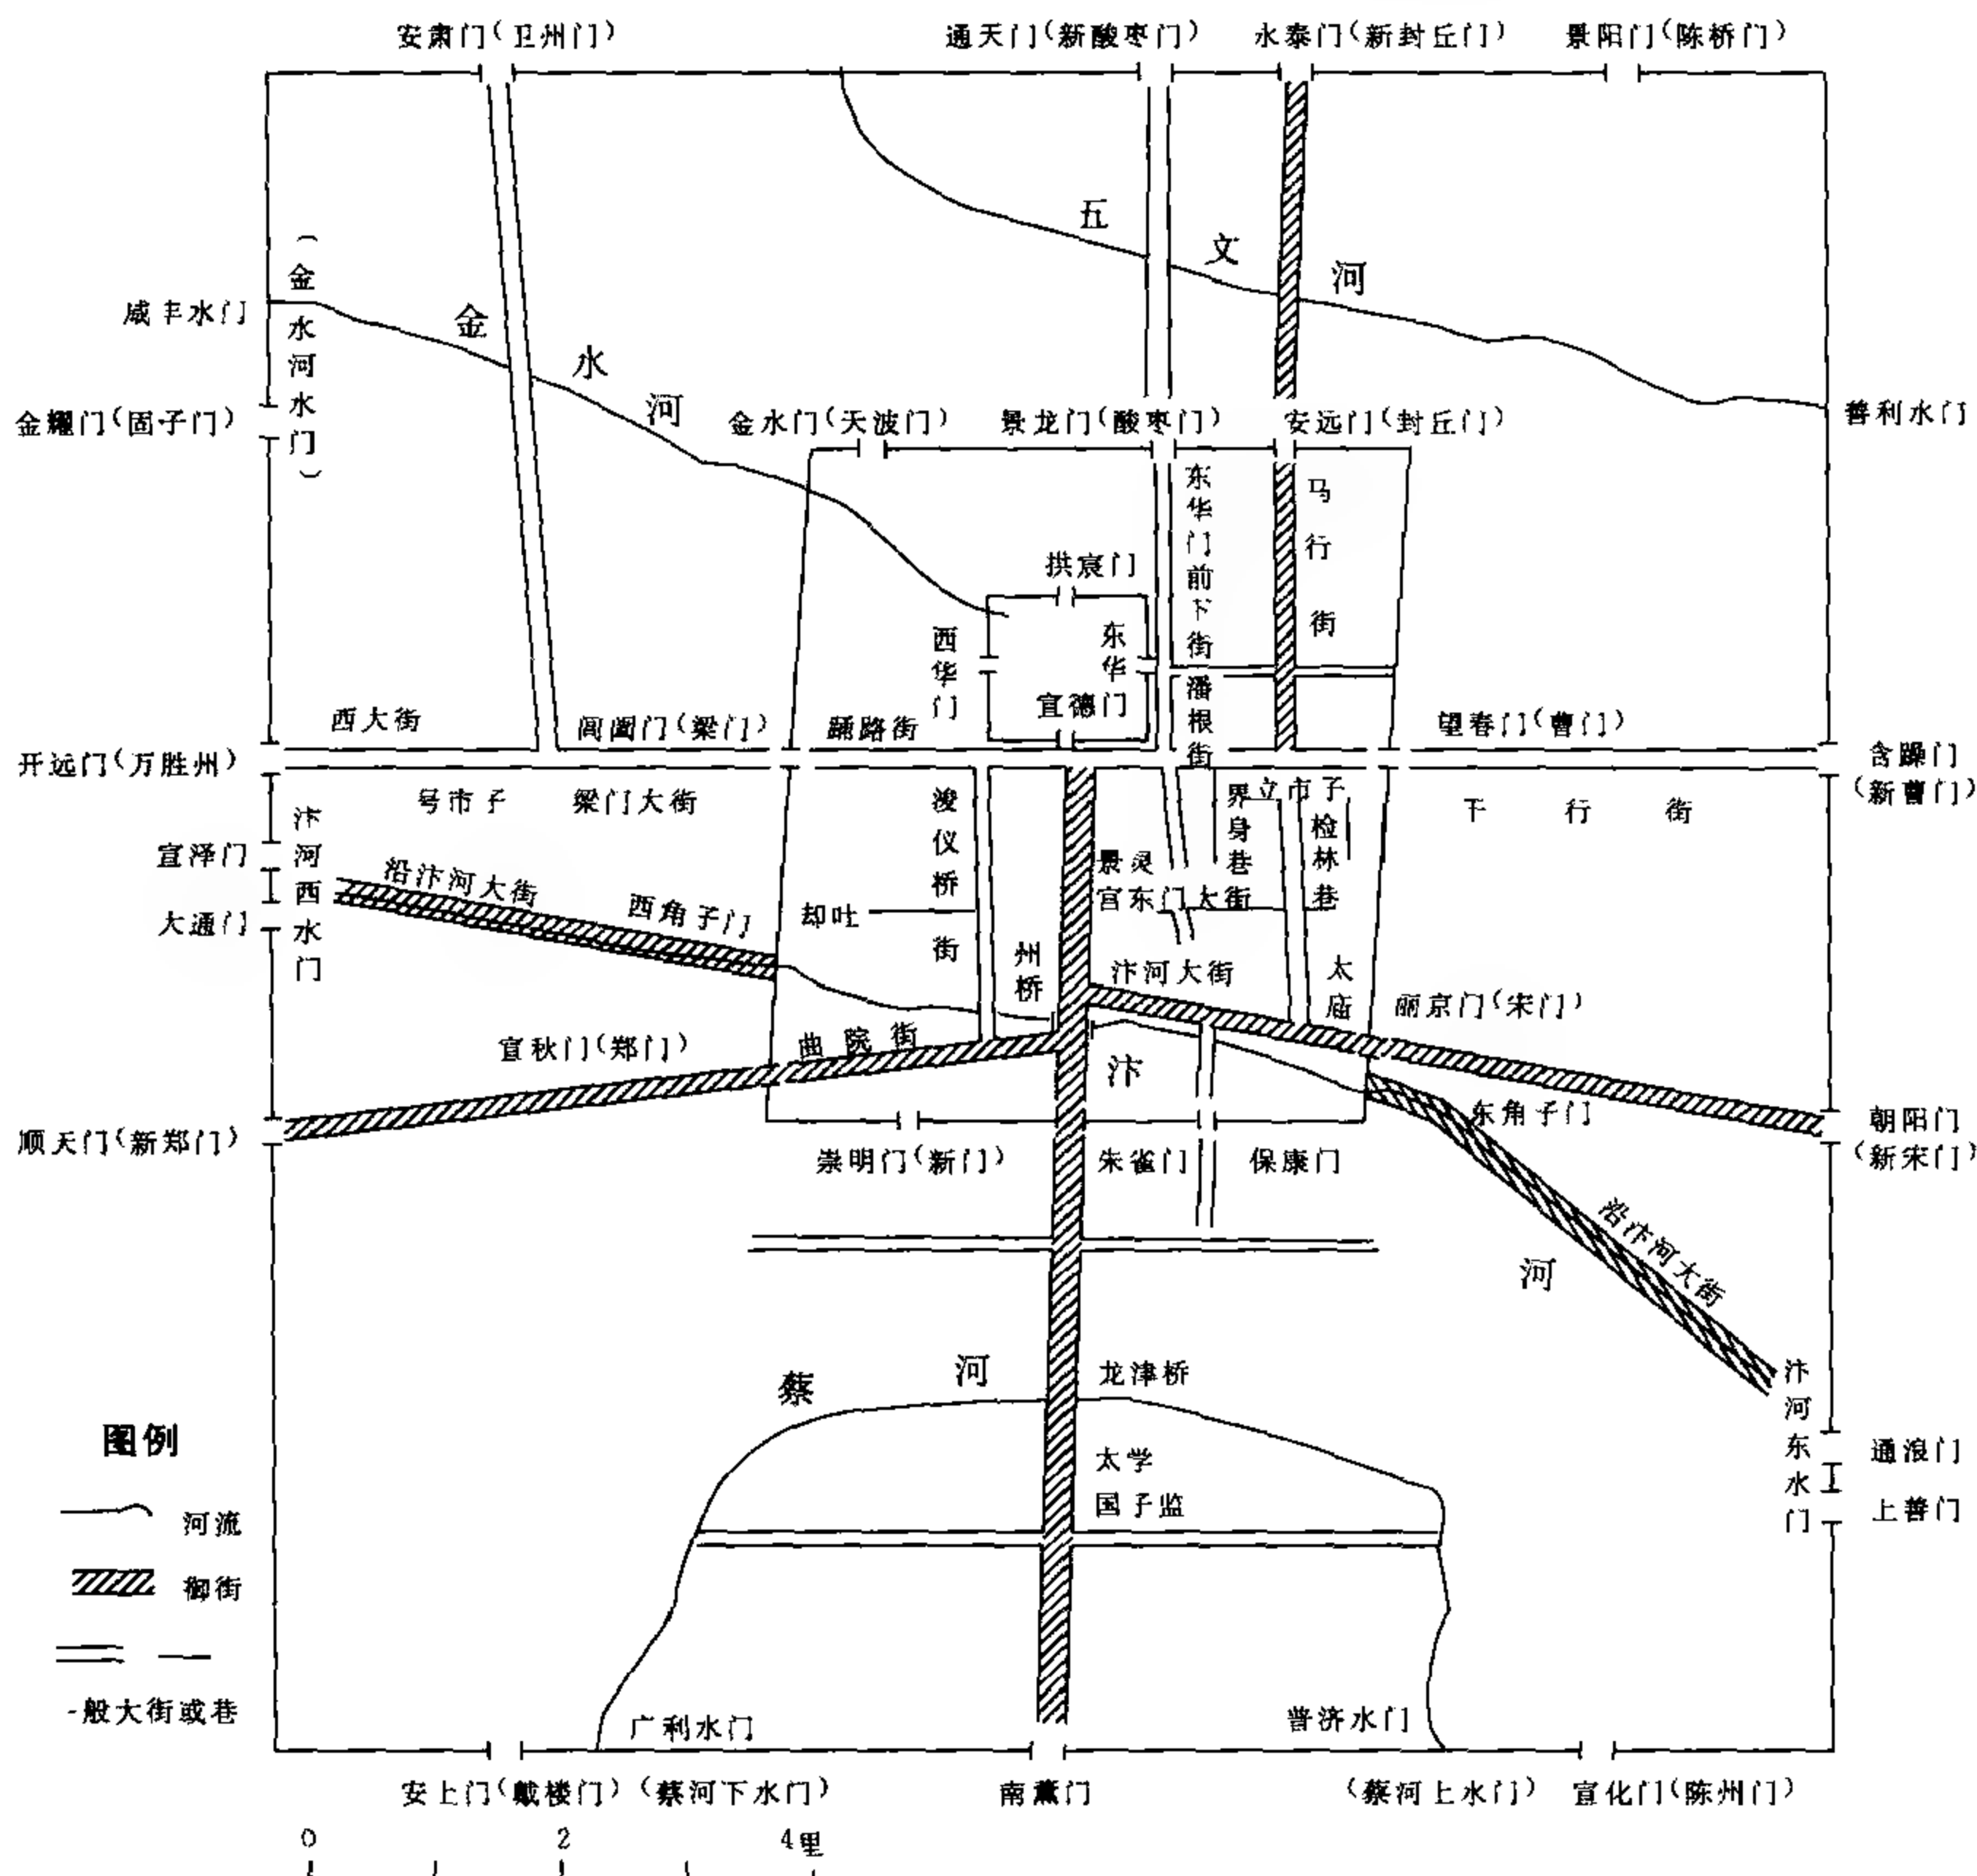 安肃门(卫州门)
通天门(新酸枣门)
永泰门(新封丘门)
景阳门(陈桥门)
五文河
咸丰水门
(金水河水门)
金水河
金耀门(固子门)
金水门(天波门)
景龙门(酸枣门)
安远门(封丘门)
善利水门
东华门前下街
马行街
拱宸门
西华门
东华
宣德门
潘根街
西大街
闾阖门(梁门)
踊路街
望春门(曹门)
开远门(万胜州)
含
门
(新曹门)
号市子
梁门大街
浚仪桥
街
界身巷
立市子
检林巷
干行街
汴河西水门
宣泽门
沿汴河大街
西角子门
景灵
宫东门大街
大通门
却吐
州桥
汴河大街
太庙
丽京门(宋门)
宣秋门(郑门)
曲院街
汴河
东角子门
朝阳门
(新宋门)
顺天门(新郑门)
崇明门(新门)
朱雀门
保康门
沿汴河大街
蔡河
龙津桥
汴河东水门
图例
太学
国子监
通浪门
上善门
河流
御街
一般大街或巷
广利水门
普济水门
安上门(戴楼门)
(蔡河下水门)
南薰门
(蔡河上水门)
宣化门(陈州门)
0 2 4里